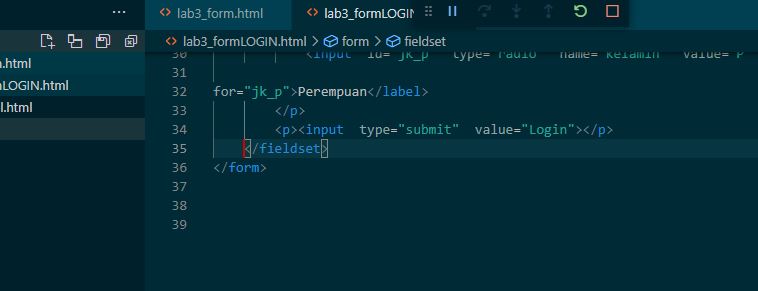 lab3_form.html
lab3_formLOGIN
lab3_formLOGIN.html > form > fieldset
.html
LOGIN.html
l.html
30 <input id="jk_p" type="radio" name="kelamin" value="P
31
32 for="jk_p">Perempuan</label>
33 </p>
34 <p><input type="submit" value="Login"></p>
35 </fieldset>
36 </form>
37
38
39